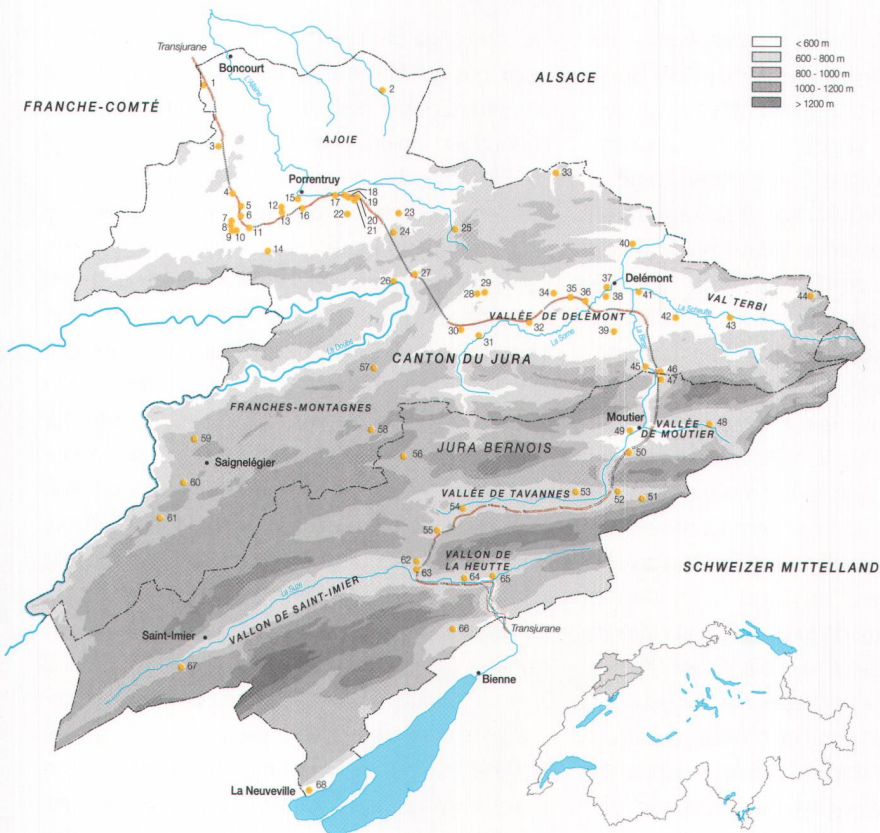 Transjurane
Boncourt
< 600 m
600 - 800 m
800 - 1000 m
1000 - 1200 m
> 1200 m
ALSACE
FRANCHE-COMTÉ
1
2
L'Allaine
AJOIE
3
33
Porrentruy
4
5
6
7
8
9
10
11
12
13
14
15
16
17
18
19
20
21
22
23
24
25
26
27
40
Delémont
28
29
34
35
36
37
38
41
VAL TERBI
44
La Scheulte
42
43
VALLÉE DE DELÉMONT
30
31
32
La Sorne
39
La Birse
Le Doubs
CANTON DU JURA
57
45
46
47
FRANCHES-MONTAGNES
58
59
Saignelégier
60
61
56
JURA BERNOIS
Moutier
49
VALLÉE
DE MOUTIER
48
50
VALLÉE DE TAVANNES
53
52
51
54
55
62
63
VALLON DE
LA HEUTTE
64
65
SCHWEIZER MITTELLAND
La Suze
VALLON DE SAINT-IMIER
Saint-Imier
66
Transjurane
67
Bienne
La Neuveville
68